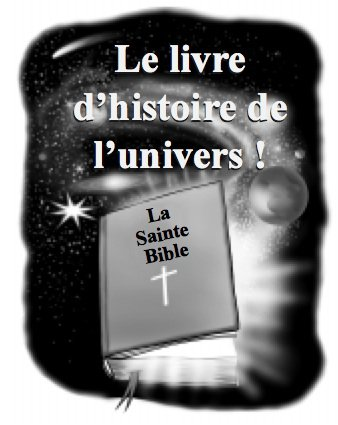 Le livre
d’histoire de
l’univers !
La
Sainte
Bible